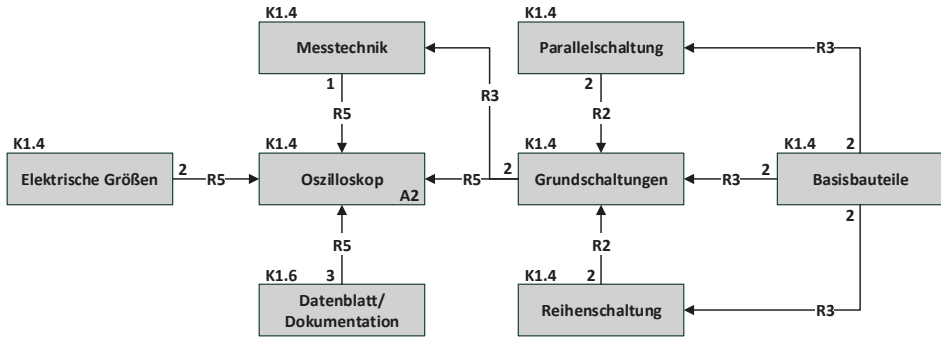 K1.4
K1.4
Messtechnik
Parallelschaltung
R3
1
2
R3
R5
R2
K1.4
K1.4
K1.4
K1.4
2
Elektrische Größen
2
R5
Oszilloskop
A2
R5
2
Grundschaltungen
R3
2
Basisbauteile
2
R5
R2
K1.6
3
K1.4
2
Datenblatt/
Dokumentation
Reihenschaltung
R3